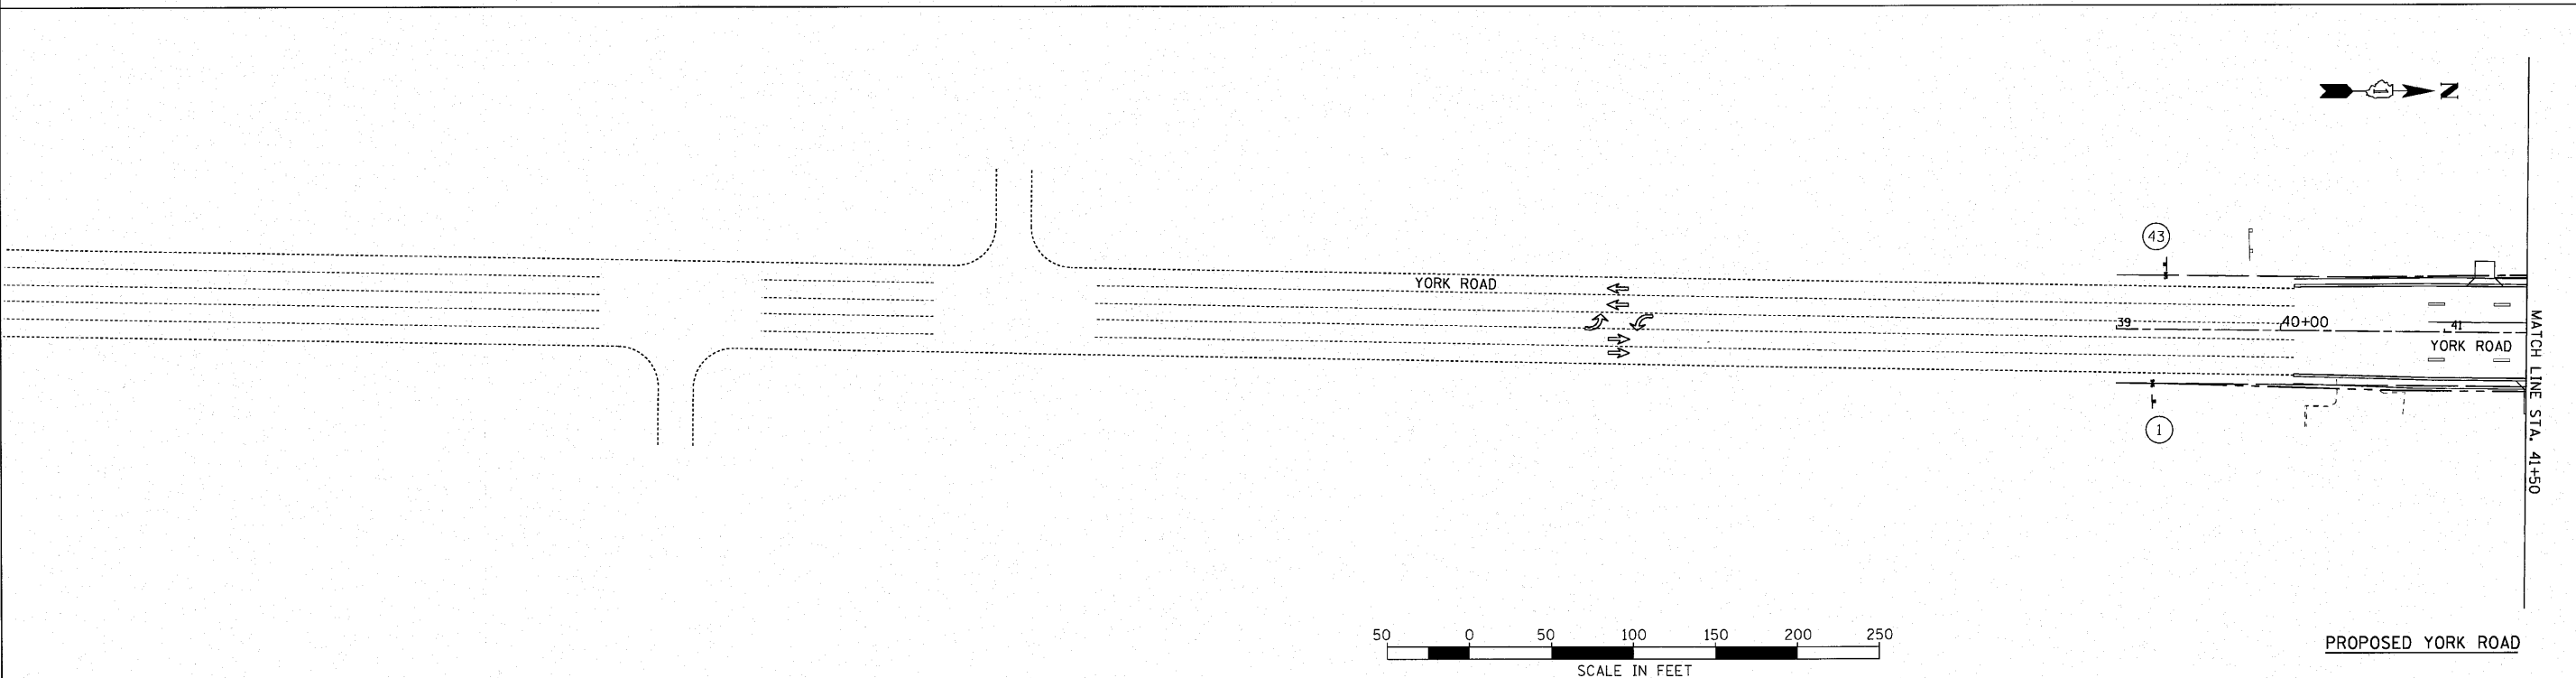 N
43
YORK ROAD
39
40+00
41
YORK ROAD
MATCH LINE STA. 41+50
1
50 0 50 100 150 200 250
SCALE IN FEET
PROPOSED YORK ROAD